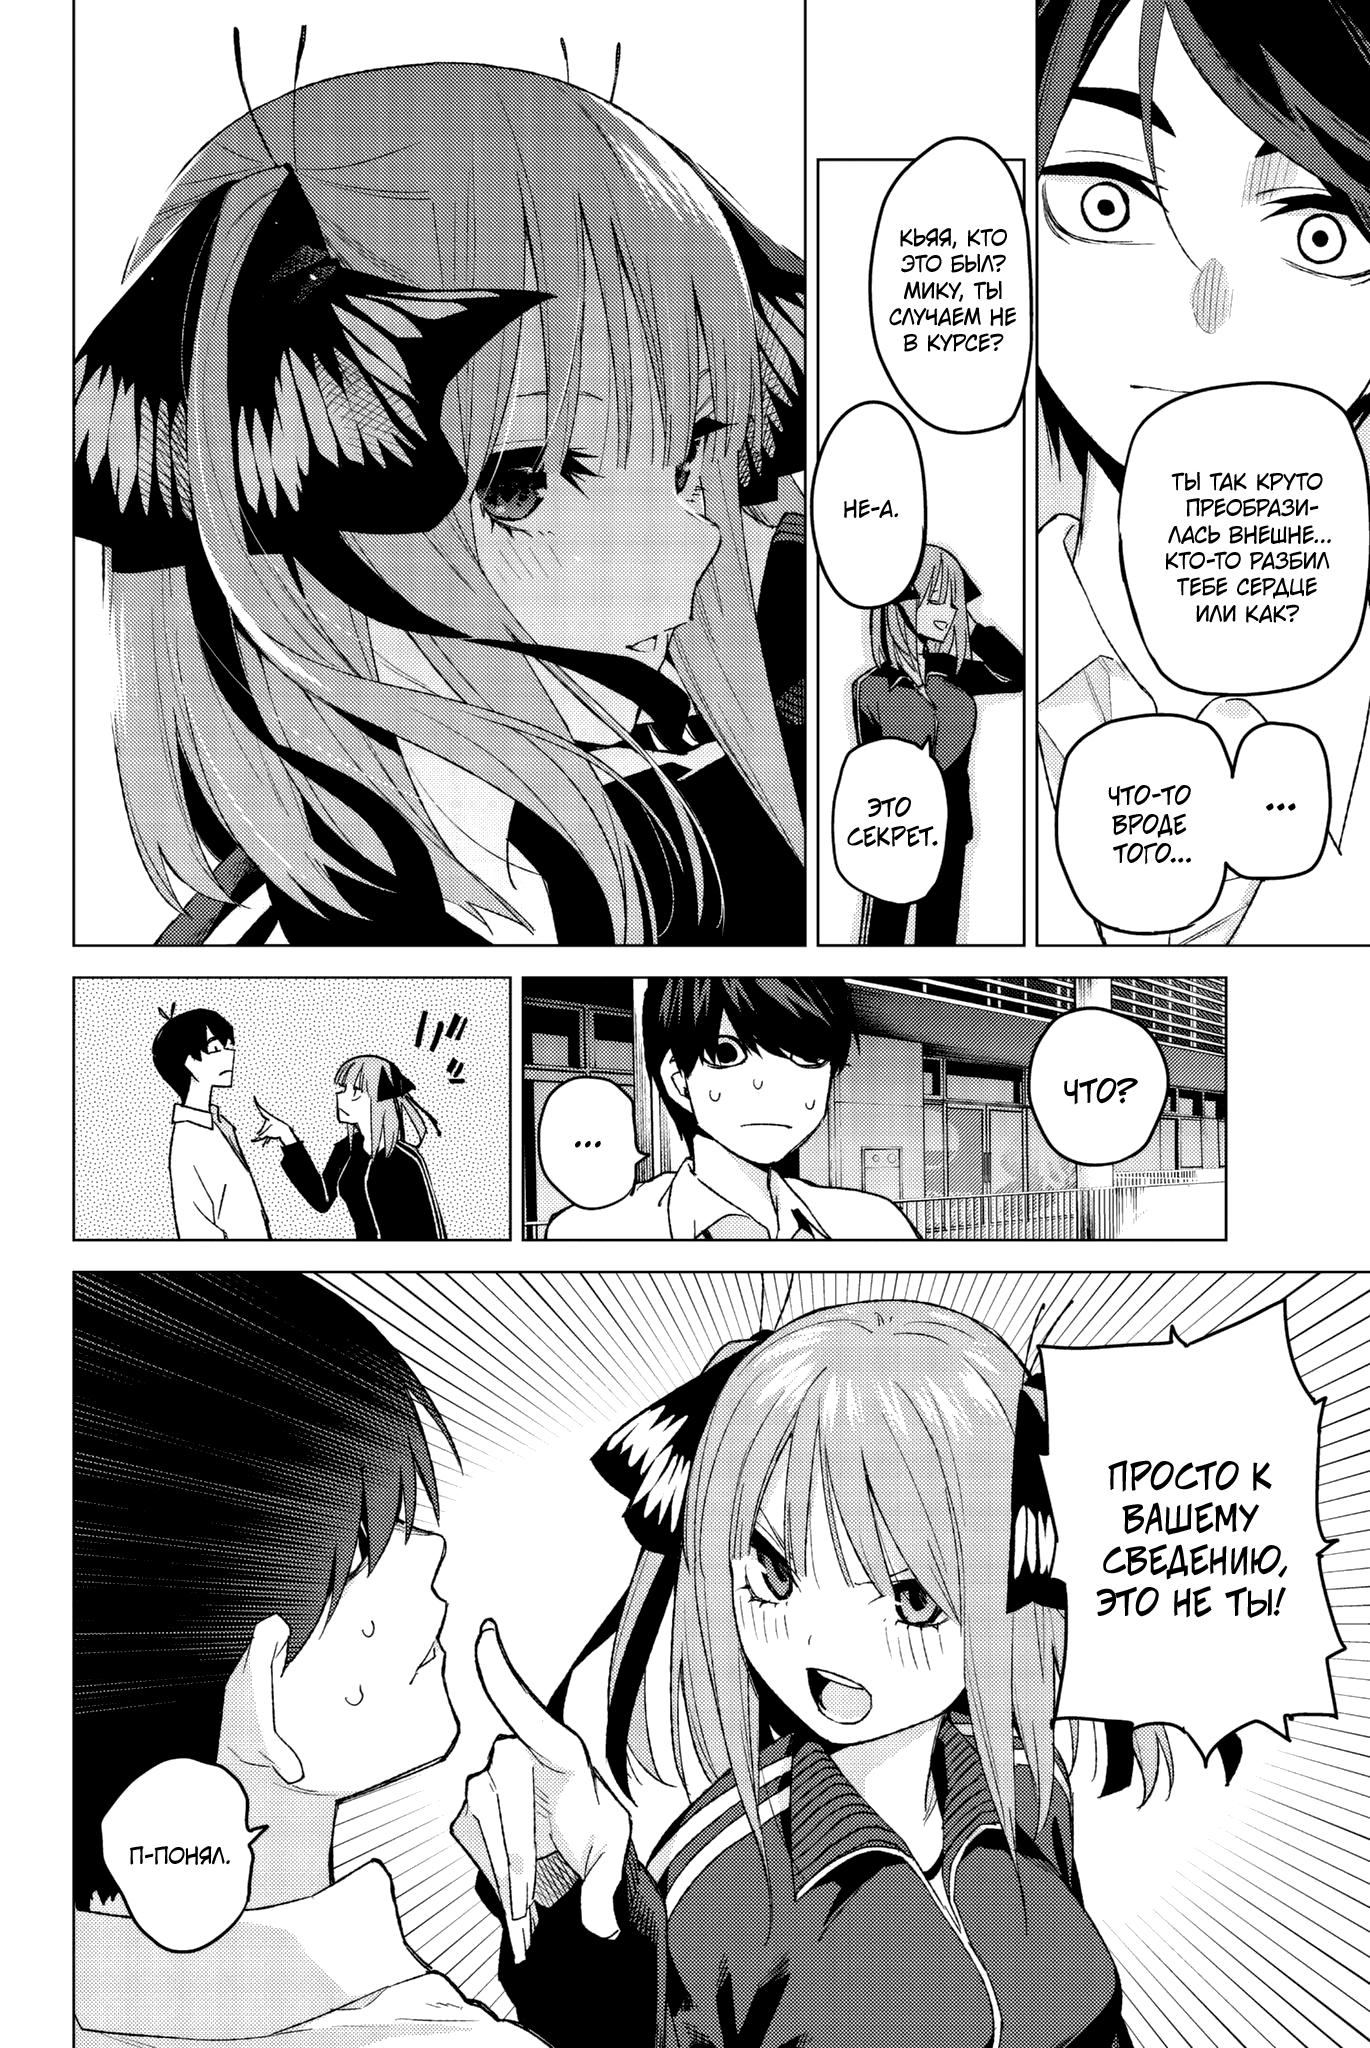 ТЫ ТАК КРУТО
ПРЕОБРАЗИ-
ЛАСЬ ВНЕШНЕ...
КТО-ТО РАЗБИЛ
ТЕБЕ СЕРДЦЕ
ИЛИ КАК?
...
ЧТО-ТО
ВРОДЕ
ТОГО...
КЬЯЯ, КТО
ЭТО БЫЛ?
МИКУ, ТЫ
СЛУЧАЕМ НЕ
В КУРСЕ?
НЕ-А.
ЭТО
СЕКРЕТ.
ЧТО?
...
ПРОСТО К
ВАШЕМУ
СВЕДЕНИЮ,
ЭТО НЕ ТЫ!
П-ПОНЯЛ.